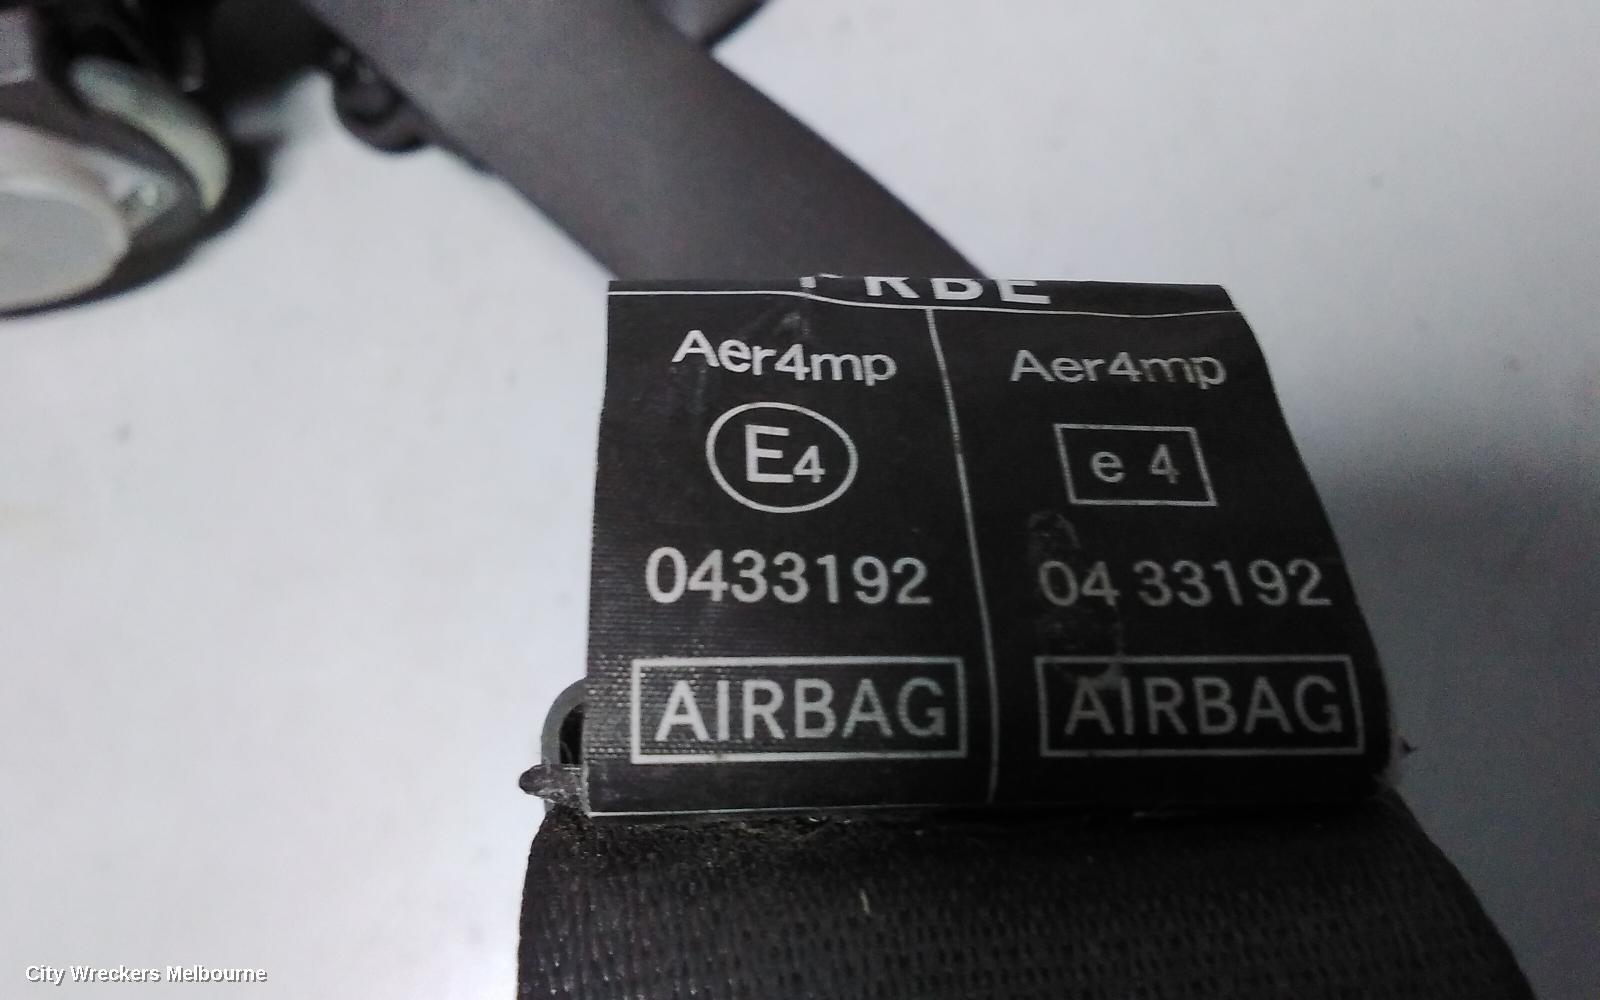 Aer4mp
E4
0433192
AIRBAG
Aer4mp
e 4
04 33192
AIRBAG
City Wreckers Melbourne